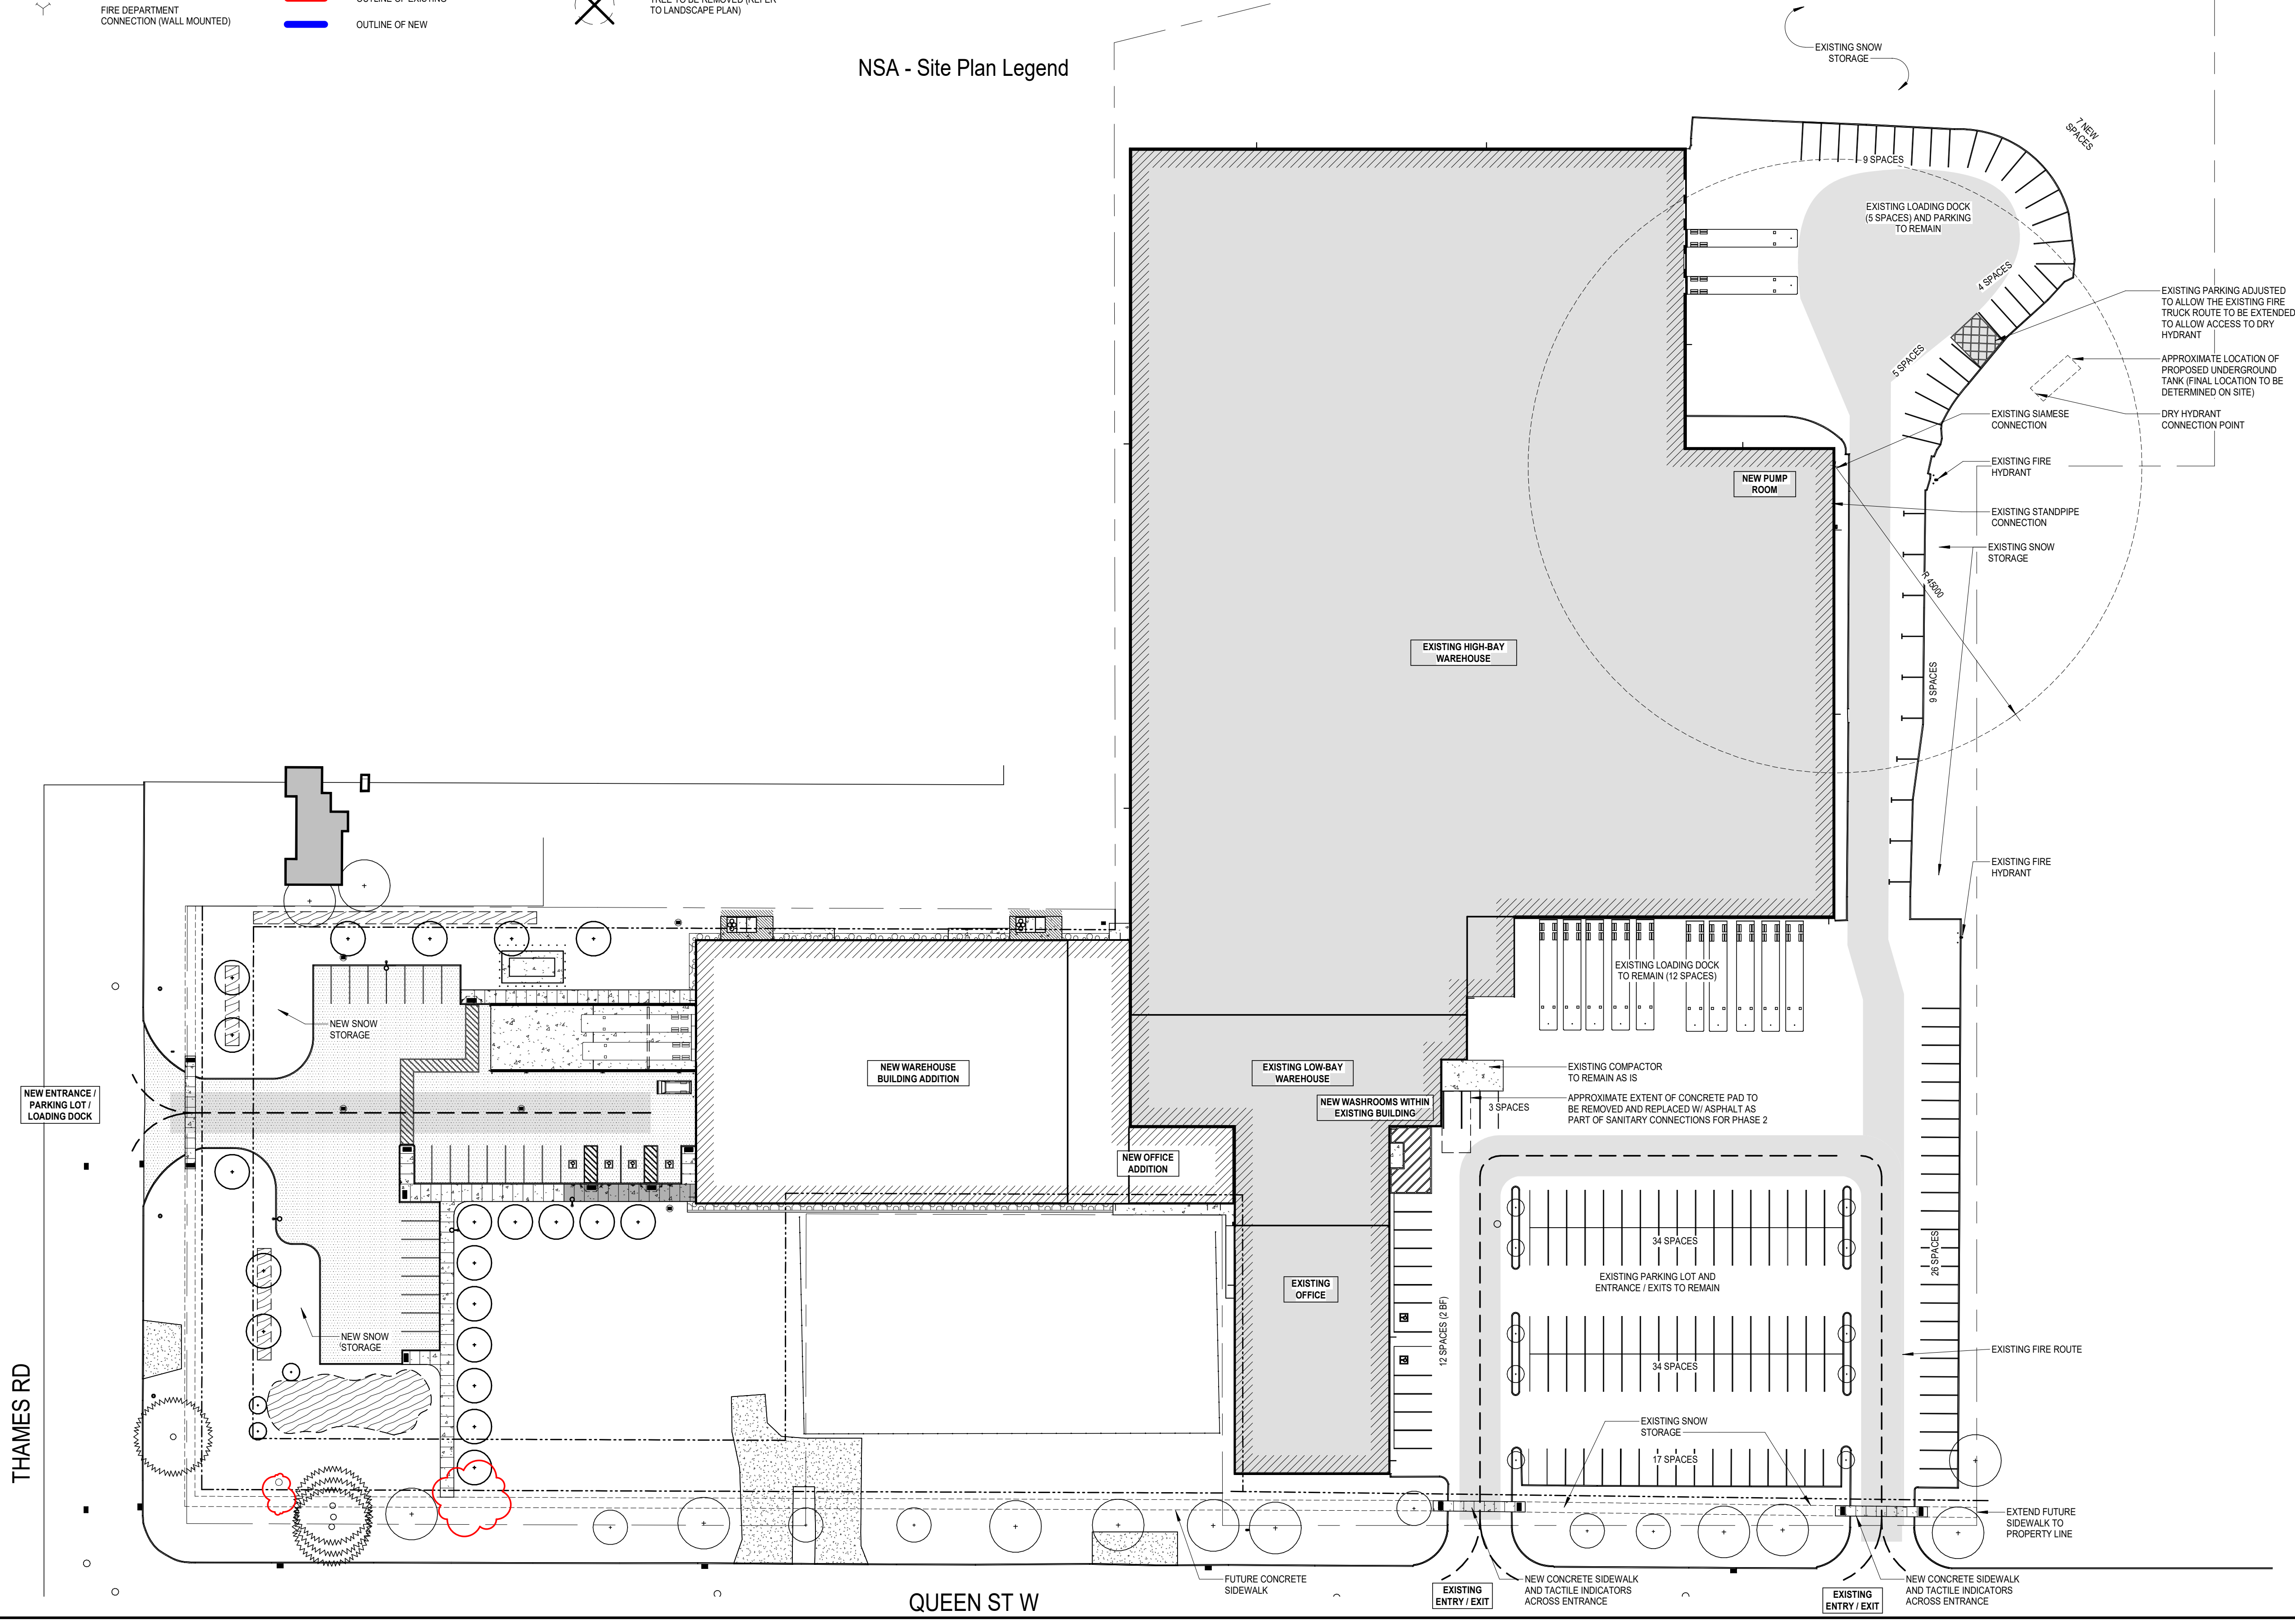 FIRE DEPARTMENT
CONNECTION (WALL MOUNTED)
OUTLINE OF EXISTING
OUTLINE OF NEW
TREE TO BE REMOVED (REFER
TO LANDSCAPE PLAN)
NSA - Site Plan Legend
EXISTING SNOW
STORAGE
7 NEW
SPACES
9 SPACES
EXISTING LOADING DOCK
(5 SPACES) AND PARKING
TO REMAIN
4 SPACES
5 SPACES
EXISTING PARKING ADJUSTED
TO ALLOW THE EXISTING FIRE
TRUCK ROUTE TO BE EXTENDED
TO ALLOW ACCESS TO DRY
HYDRANT
APPROXIMATE LOCATION OF
PROPOSED UNDERGROUND
TANK (FINAL LOCATION TO BE
DETERMINED ON SITE)
DRY HYDRANT
CONNECTION POINT
EXISTING SIAMESE
CONNECTION
EXISTING FIRE
HYDRANT
NEW PUMP
ROOM
EXISTING STANDPIPE
CONNECTION
EXISTING SNOW
STORAGE
R 45000
EXISTING HIGH-BAY
WAREHOUSE
9 SPACES
EXISTING FIRE
HYDRANT
EXISTING LOADING DOCK
TO REMAIN (12 SPACES)
NEW SNOW
STORAGE
NEW ENTRANCE /
PARKING LOT /
LOADING DOCK
NEW WAREHOUSE
BUILDING ADDITION
EXISTING LOW-BAY
WAREHOUSE
NEW WASHROOMS WITHIN
EXISTING BUILDING
EXISTING COMPACTOR
TO REMAIN AS IS
3 SPACES
APPROXIMATE EXTENT OF CONCRETE PAD TO
BE REMOVED AND REPLACED W/ ASPHALT AS
PART OF SANITARY CONNECTIONS FOR PHASE 2
NEW OFFICE
ADDITION
34 SPACES
EXISTING PARKING LOT AND
ENTRANCE / EXITS TO REMAIN
26 SPACES
EXISTING
OFFICE
12 SPACES (2 BF)
NEW SNOW
STORAGE
34 SPACES
EXISTING FIRE ROUTE
EXISTING SNOW
STORAGE
17 SPACES
THAMES RD
EXTEND FUTURE
SIDEWALK TO
PROPERTY LINE
FUTURE CONCRETE
SIDEWALK
QUEEN ST W
EXISTING
ENTRY / EXIT
NEW CONCRETE SIDEWALK
AND TACTILE INDICATORS
ACROSS ENTRANCE
EXISTING
ENTRY / EXIT
NEW CONCRETE SIDEWALK
AND TACTILE INDICATORS
ACROSS ENTRANCE